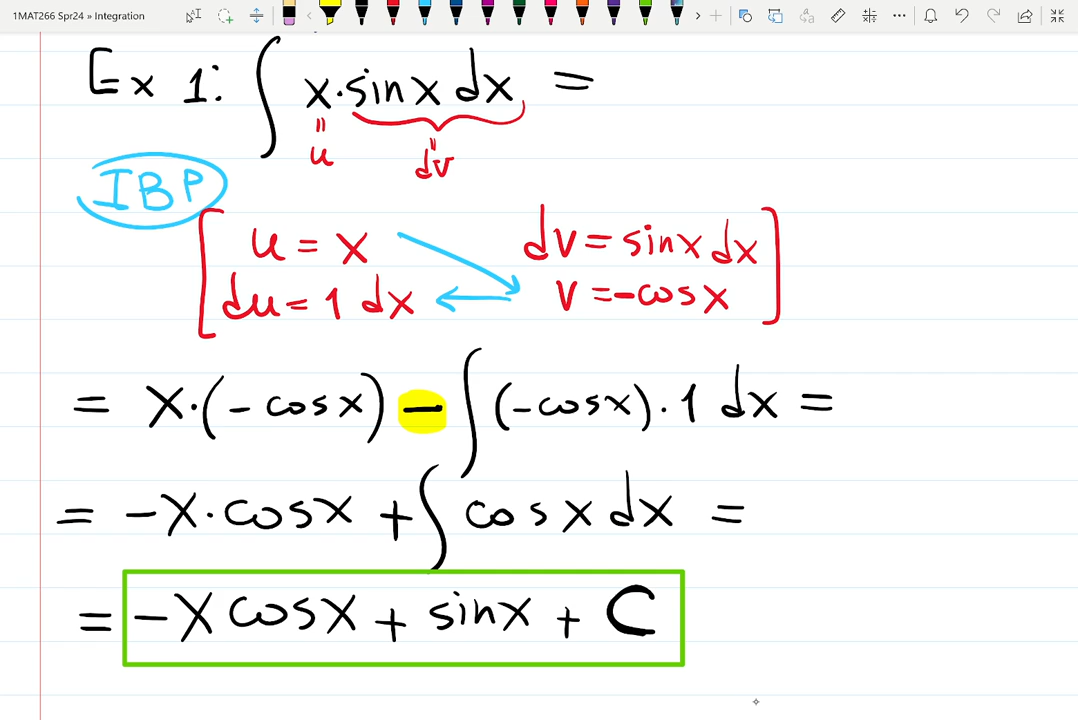 1MAT266 Spr24 » Integration
Ex 1: ∫ x·sinx dx =
" "
u dv
IBP
[ u = x dv = sinx dx ]
du = 1 dx v = -cosx
= x·(-cosx) - ∫ (-cosx)·1 dx =
= -x·cosx + ∫ cosx dx =
= -x cosx + sinx + C